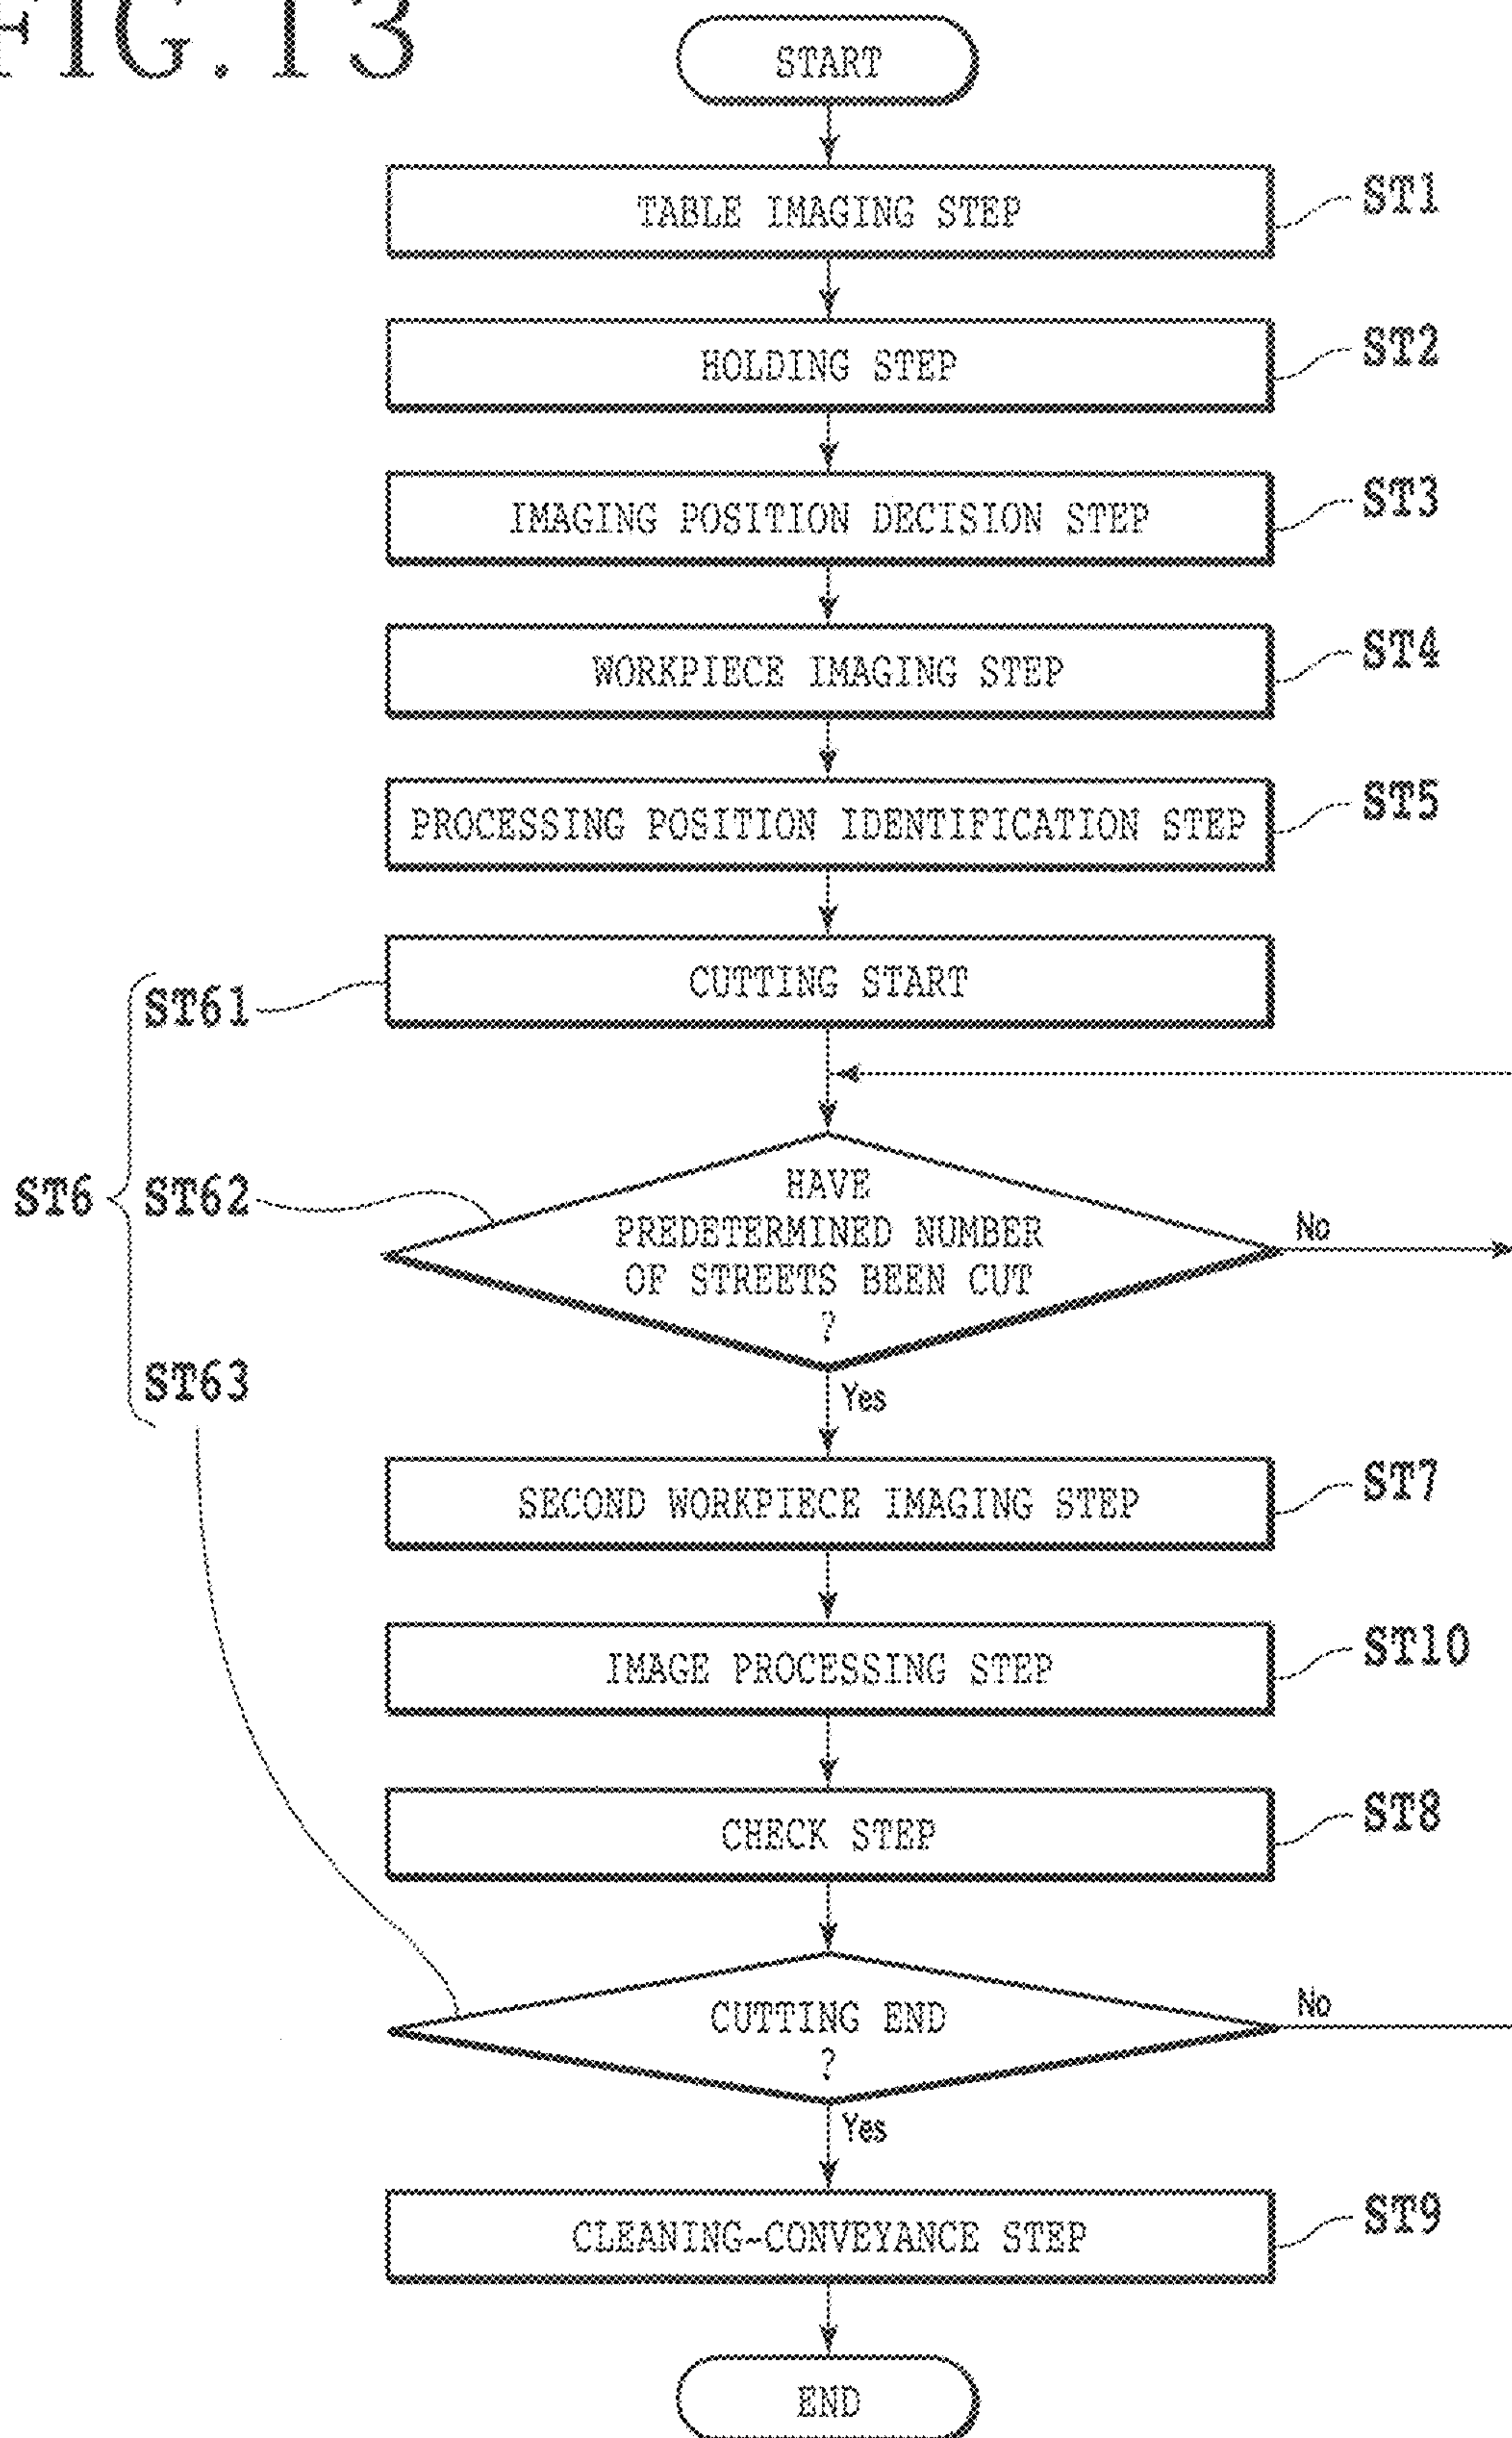 FIG.13
START
TABLE IMAGING STEP
ST1
HOLDING STEP
ST2
IMAGING POSITION DECISION STEP
ST3
WORKPIECE IMAGING STEP
ST4
PROCESSING POSITION IDENTIFICATION STEP
ST5
CUTTING START
ST61
HAVE
PREDETERMINED NUMBER
OF STREETS BEEN CUT
?
ST6
ST62
No
ST63
Yes
SECOND WORKPIECE IMAGING STEP
ST7
IMAGE PROCESSING STEP
ST10
CHECK STEP
ST8
CUTTING END
?
No
Yes
CLEANING~CONVEYANCE STEP
ST9
END